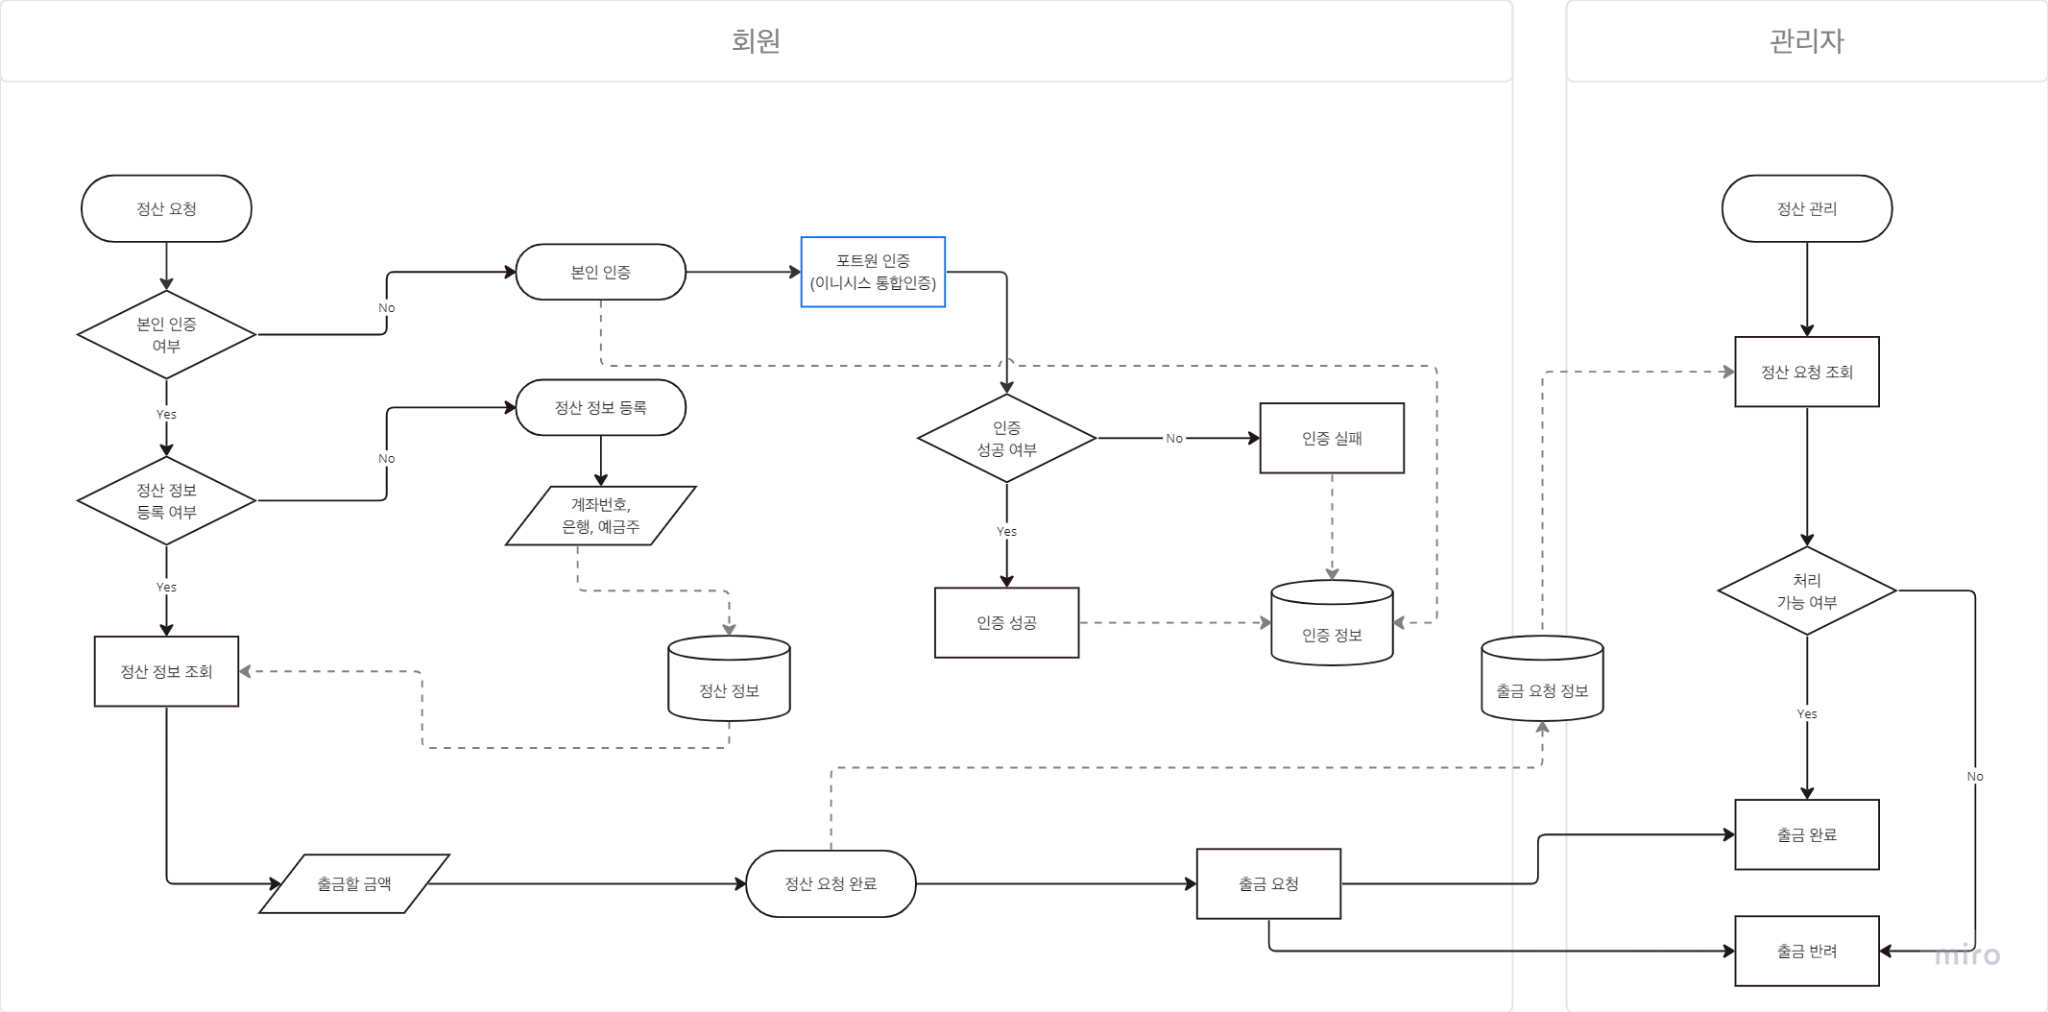 회원
관리자
정산 요청
본인 인증
여부
No
Yes
정산 정보
등록 여부
No
Yes
정산 정보 조회
본인 인증
포트원 인증
(이니시스 통합인증)
정산 정보 등록
계좌번호,
은행, 예금주
정산 정보
인증
성공 여부
No
인증 실패
Yes
인증 성공
인증 정보
출금 요청 정보
출금할 금액
정산 요청 완료
출금 요청
정산 관리
정산 요청 조회
처리
가능 여부
Yes
No
출금 완료
출금 반려
miro